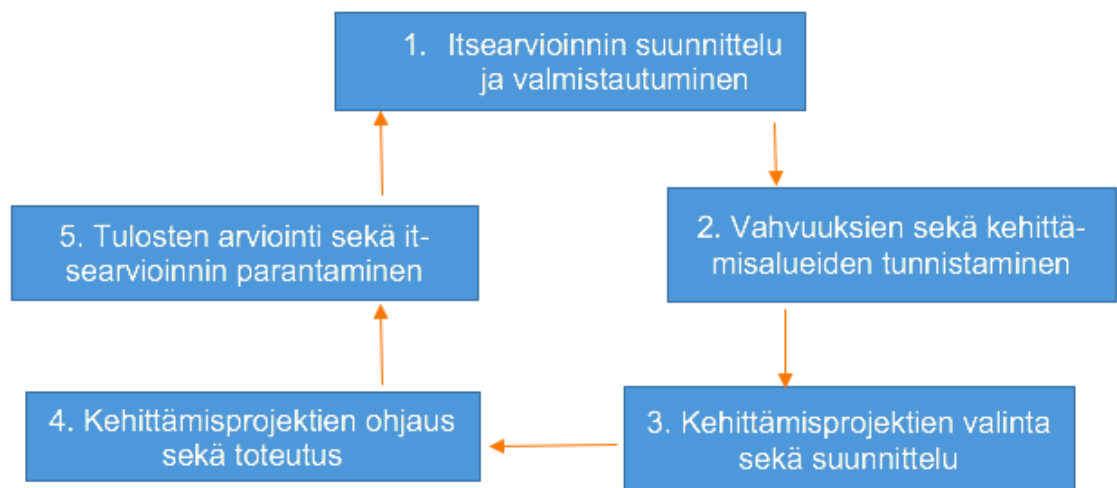 1. Itsearvioinnin suunnittelu
ja valmistautuminen
2. Vahvuuksien sekä kehittä-
misalueiden tunnistaminen
3. Kehittämisprojektien valinta
sekä suunnittelu
4. Kehittämisprojektien ohjaus
sekä toteutus
5. Tulosten arviointi sekä it-
searvioinnin parantaminen